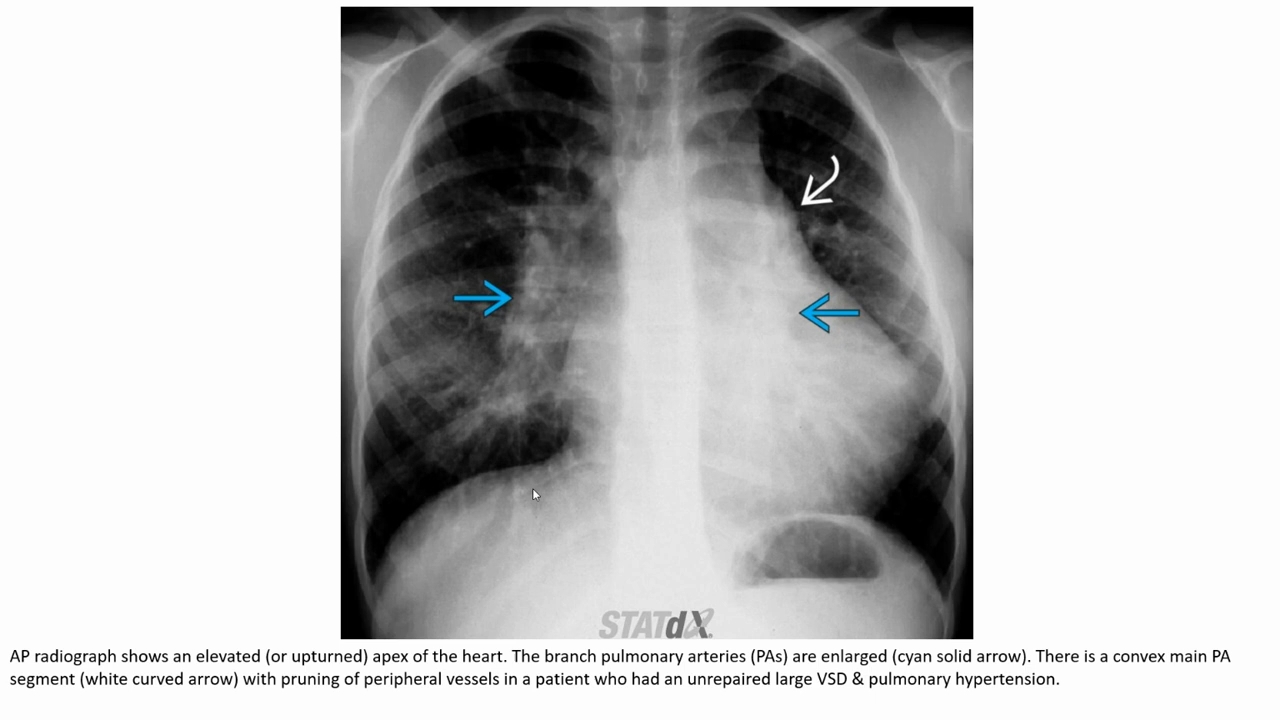 STATdX
AP radiograph shows an elevated (or upturned) apex of the heart. The branch pulmonary arteries (PAs) are enlarged (cyan solid arrow). There is a convex main PA
segment (white curved arrow) with pruning of peripheral vessels in a patient who had an unrepaired large VSD & pulmonary hypertension.